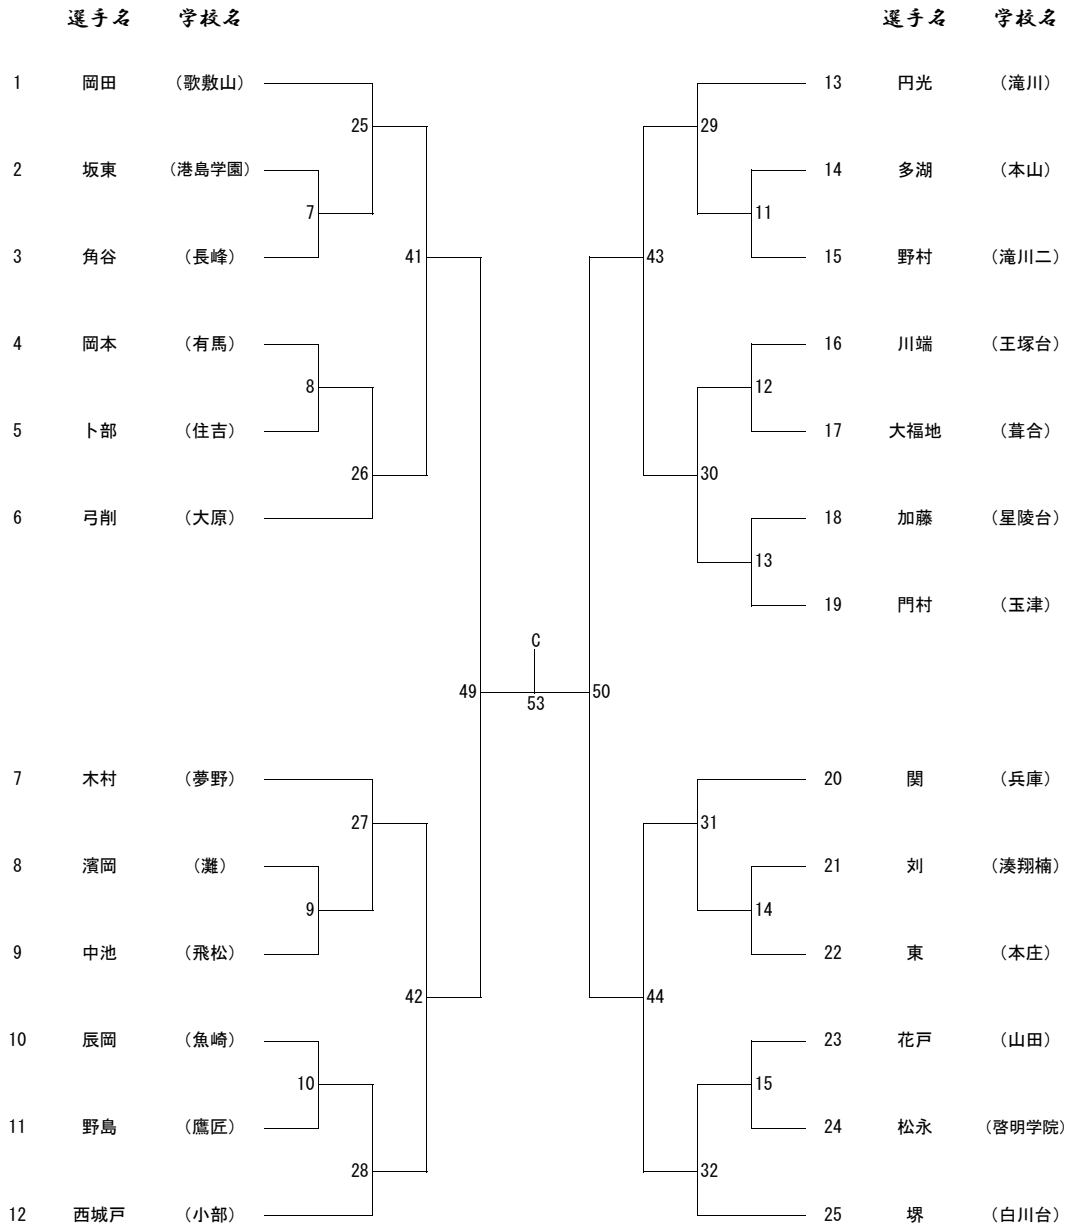 選手名 学校名 選手名 学校名
1 岡田 （歌敷山） 13 円光 （滝川）
25 29
2 坂東 （港島学園） 14 多湖 （本山）
7 11
3 角谷 （長峰） 41 43 15 野村 （滝川二）
4 岡本 （有馬） 16 川端 （王塚台）
8 12
5 卜部 （住吉） 17 大福地 （葺合）
26 30
6 弓削 （大原） 18 加藤 （星陵台）
13
19 門村 （玉津）
C
49 50
53
7 木村 （夢野） 20 関 （兵庫）
27 31
8 濱岡 （灘） 21 刘 （湊翔楠）
9 14
9 中池 （飛松） 22 東 （本庄）
42 44
10 辰岡 （魚崎） 23 花戸 （山田）
10 15
11 野島 （鷹匠） 24 松永 （啓明学院）
28 32
12 西城戸 （小部） 25 堺 （白川台）